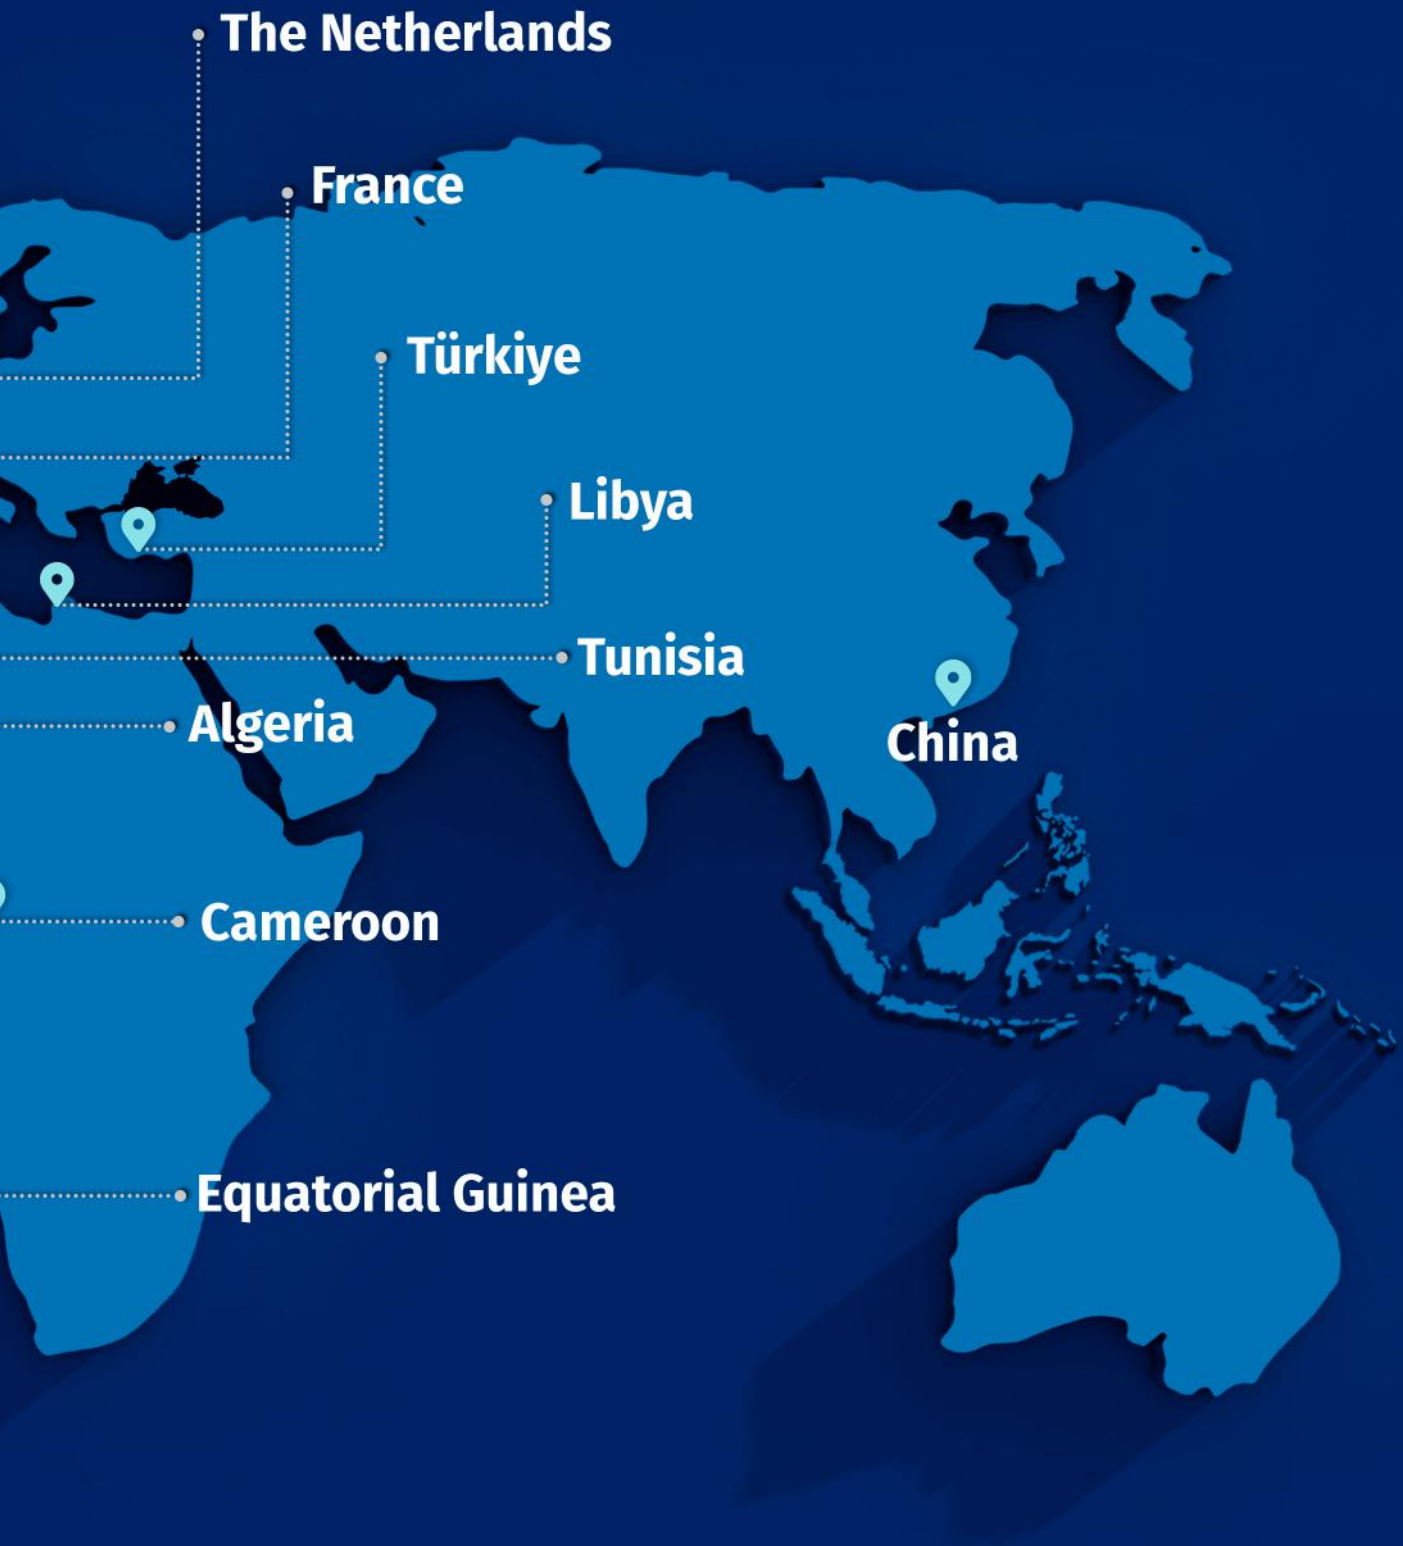 The Netherlands
France
Türkiye
Libya
Tunisia
Algeria
China
Cameroon
Equatorial Guinea